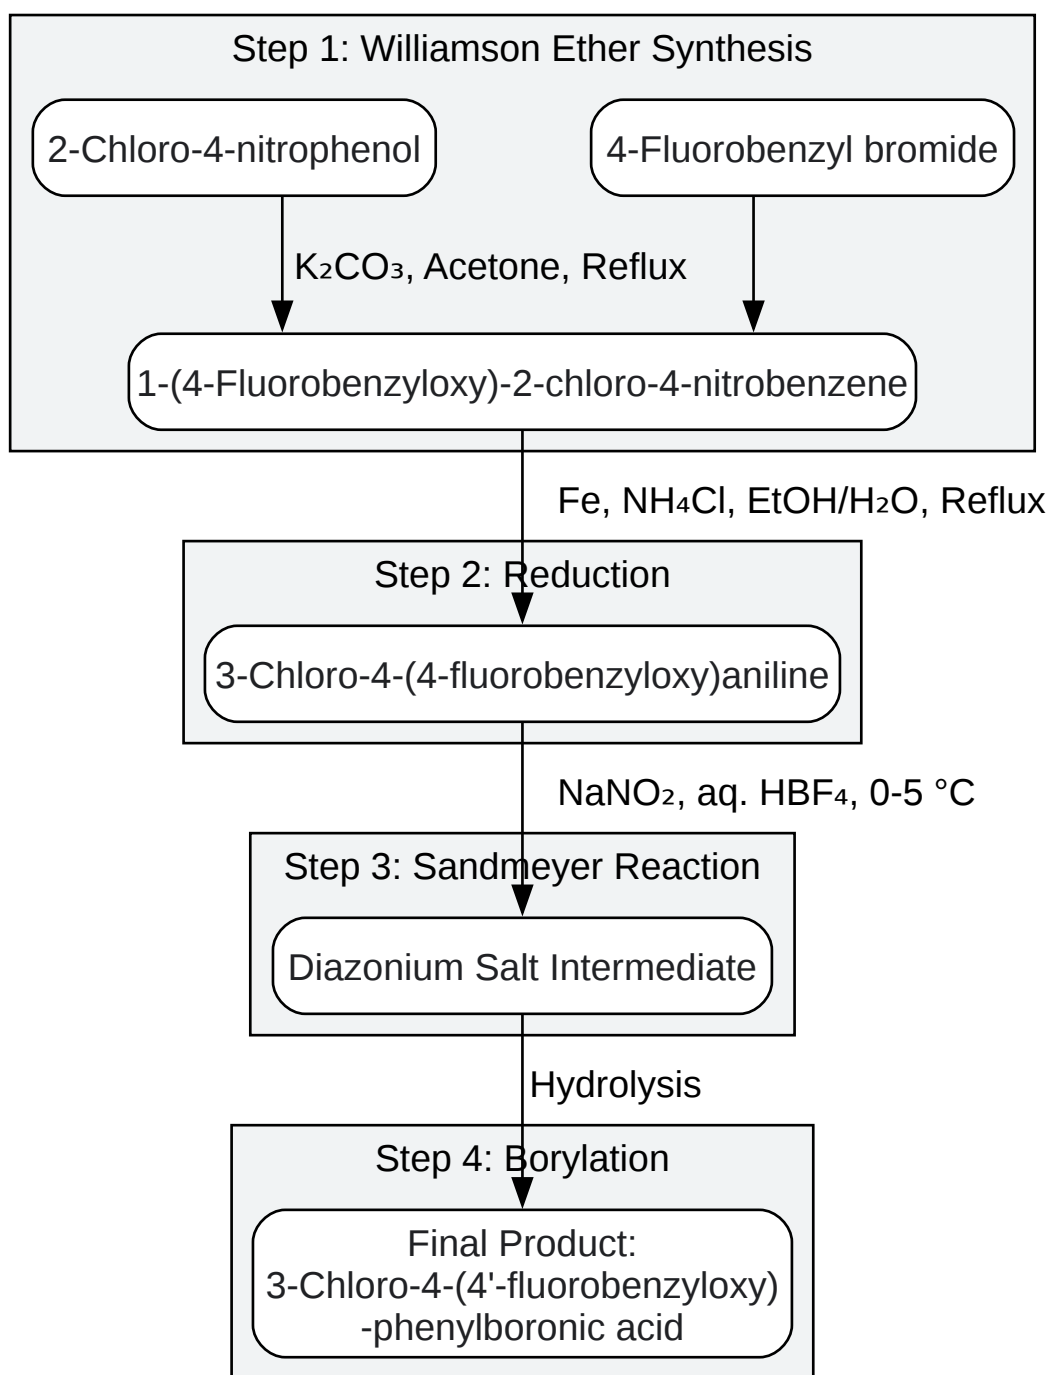 Step 1: Williamson Ether Synthesis
2-Chloro-4-nitrophenol
4-Fluorobenzyl bromide
K₂CO₃, Acetone, Reflux
1-(4-Fluorobenzyloxy)-2-chloro-4-nitrobenzene
Fe, NH₄Cl, EtOH/H₂O, Reflux
Step 2: Reduction
3-Chloro-4-(4-fluorobenzyloxy)aniline
NaNO₂, aq. HBF₄, 0-5 °C
Step 3: Sandmeyer Reaction
Diazonium Salt Intermediate
Hydrolysis
Step 4: Borylation
Final Product:
3-Chloro-4-(4'-fluorobenzyloxy)
-phenylboronic acid